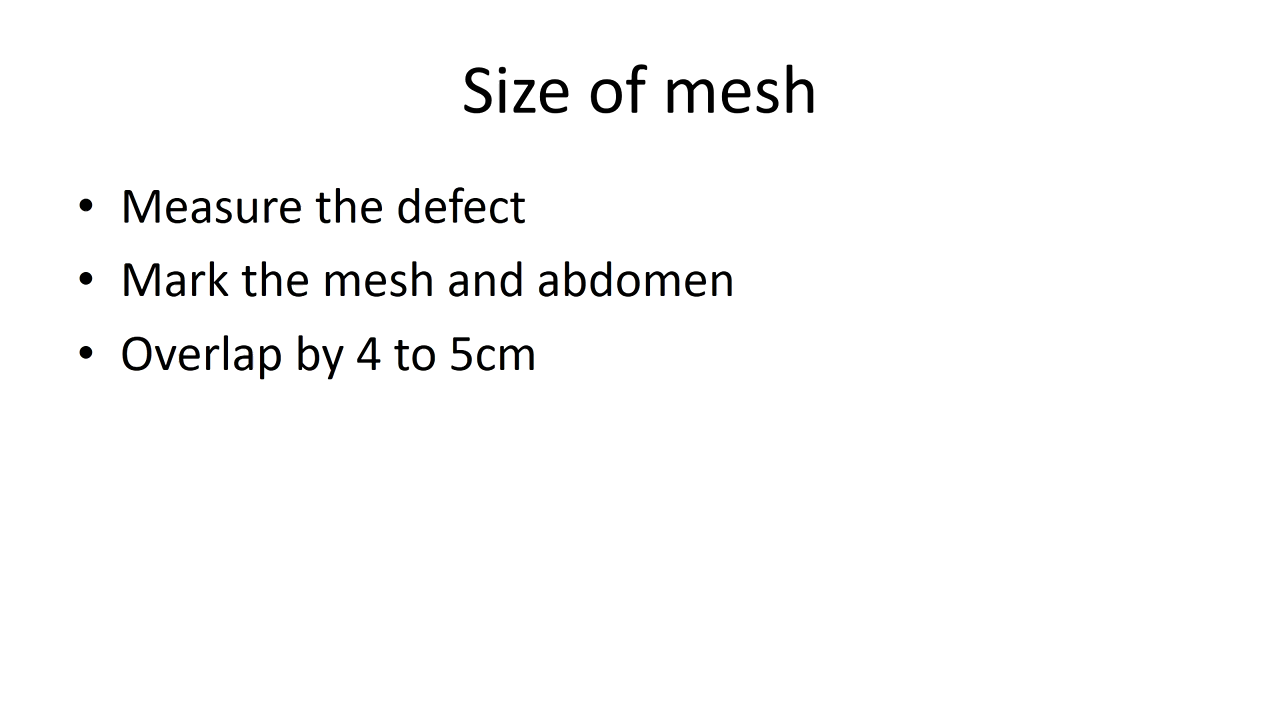 Size of mesh
• Measure the defect
• Mark the mesh and abdomen
• Overlap by 4 to 5cm